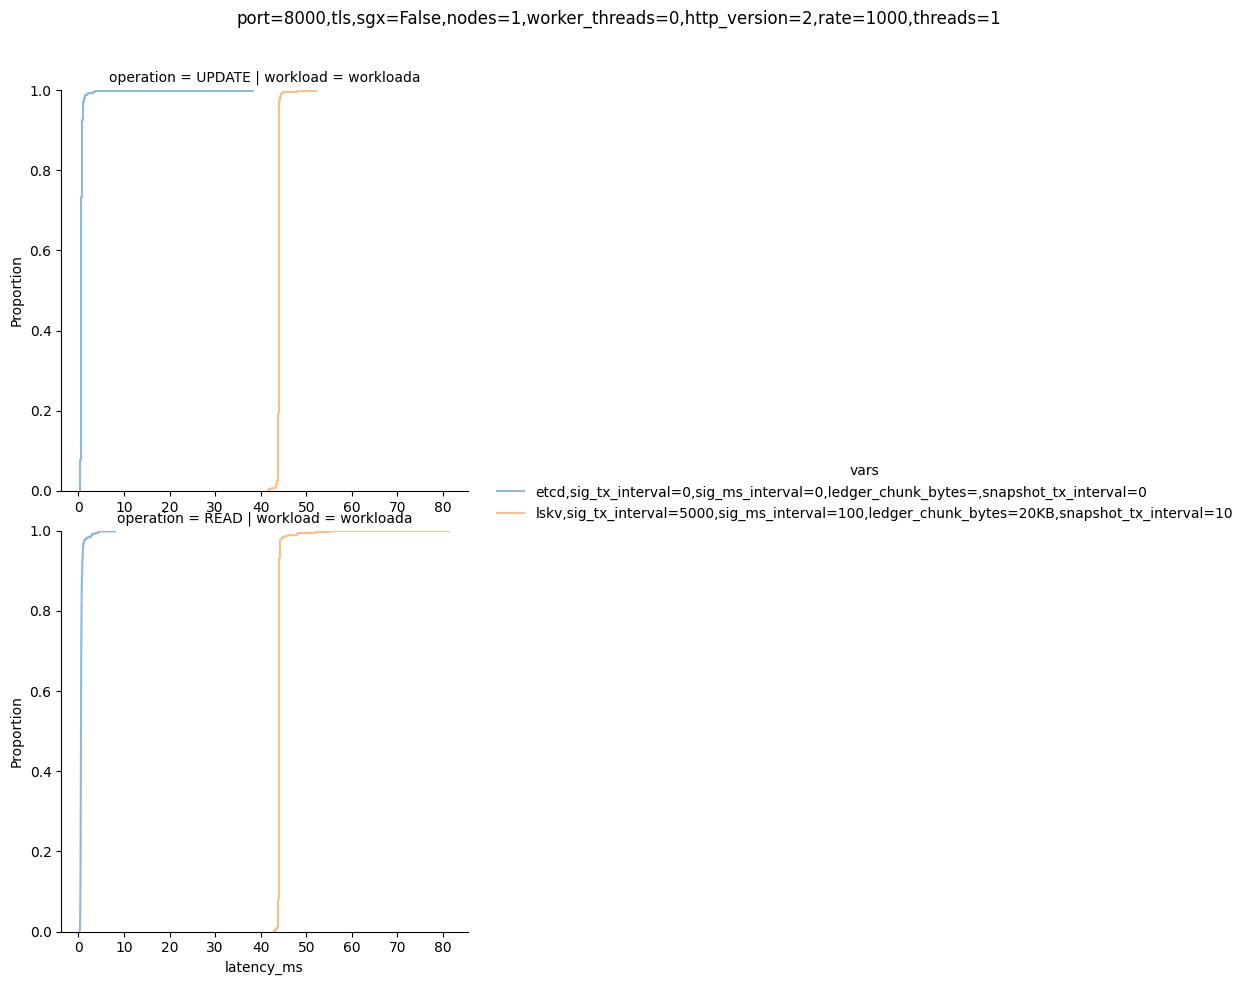 port=8000,tls,sgx=False,nodes=1,worker_threads=0,http_version=2,rate=1000,threads=1
operation = UPDATE | workload = workloada
1.0
0.8
0.6
0.4
0.2
0.0
Proportion
0 10 20 30 40 50 60 70 80
operation = READ | workload = workloada
1.0
0.8
0.6
0.4
0.2
0.0
Proportion
0 10 20 30 40 50 60 70 80
latency_ms
vars
etcd,sig_tx_interval=0,sig_ms_interval=0,ledger_chunk_bytes=,snapshot_tx_interval=0
lskv,sig_tx_interval=5000,sig_ms_interval=100,ledger_chunk_bytes=20KB,snapshot_tx_interval=10